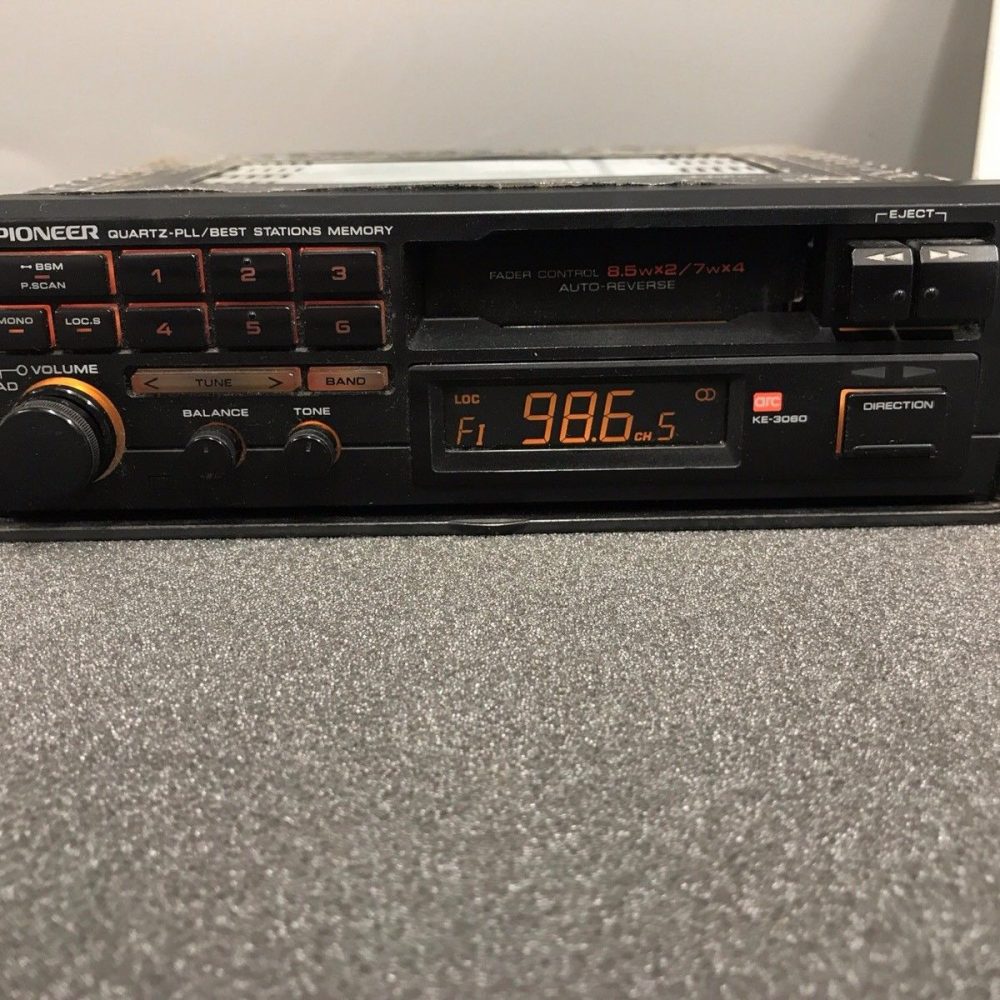 PIONEER QUARTZ-PLL/BEST STATIONS MEMORY
EJECT
BSM
P.SCAN
1
2
3
FADER CONTROL 8.5W×2/7W×4
AUTO-REVERSE
MONO
LOC.S
4
5
6
VOLUME
< TUNE >
BAND
BALANCE
TONE
LOC
F1 98.6 CH 5
arc
KE-3060
DIRECTION